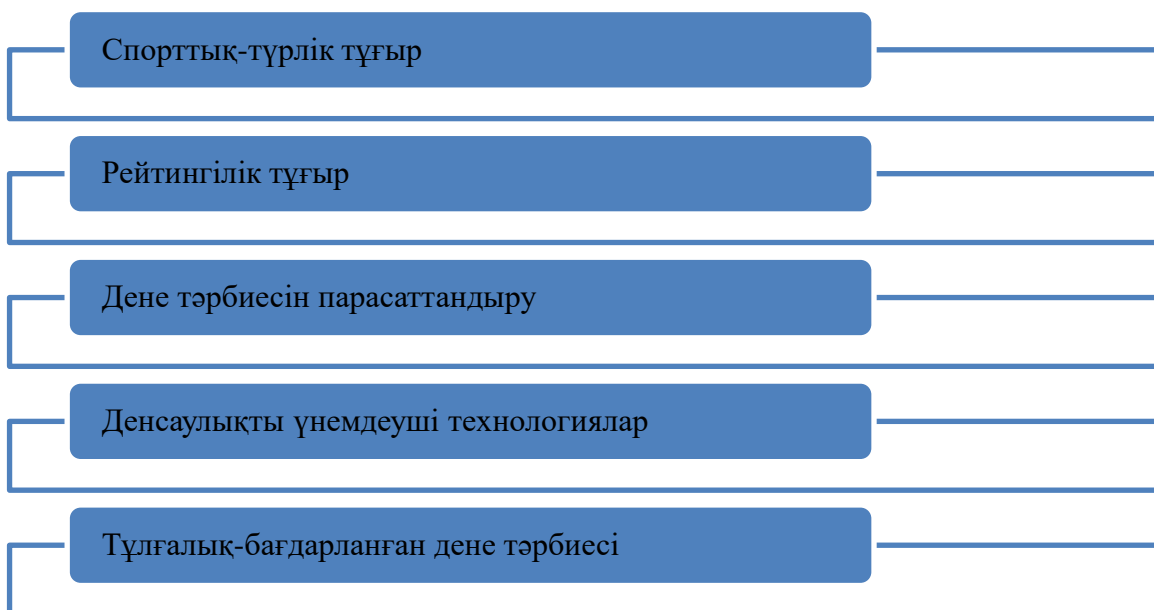 Спорттық-түрлік тұғыр
Рейтингілік тұғыр
Дене тәрбиесін парасаттандыру
Денсаулықты үнемдеуші технологиялар
Тұлғалық-бағдарланған дене тәрбиесі